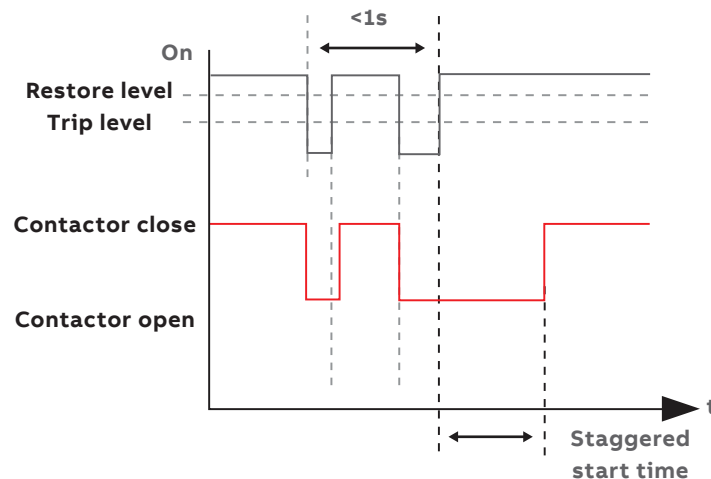 <1s
On
Restore level
Trip level
Contactor close
Contactor open
t
Staggered
start time